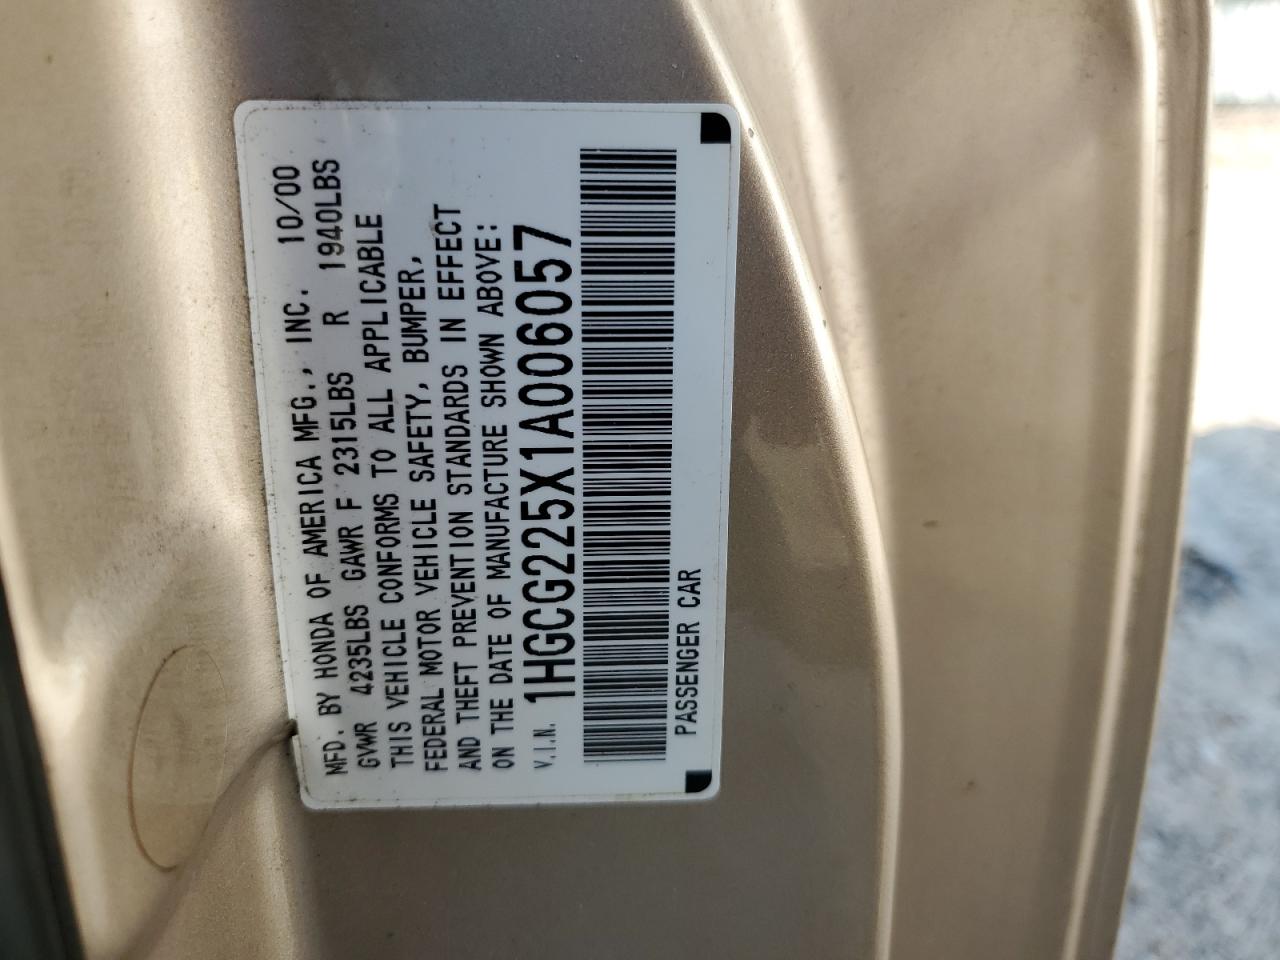 MFD. BY HONDA OF AMERICA MFG., INC. 10/00
GVWR 4235LBS GAWR F 2315LBS R 1940LBS
THIS VEHICLE CONFORMS TO ALL APPLICABLE
FEDERAL MOTOR VEHICLE SAFETY, BUMPER,
AND THEFT PREVENTION STANDARDS IN EFFECT
ON THE DATE OF MANUFACTURE SHOWN ABOVE:
V.I.N. 1HGCG225X1A006057
PASSENGER CAR